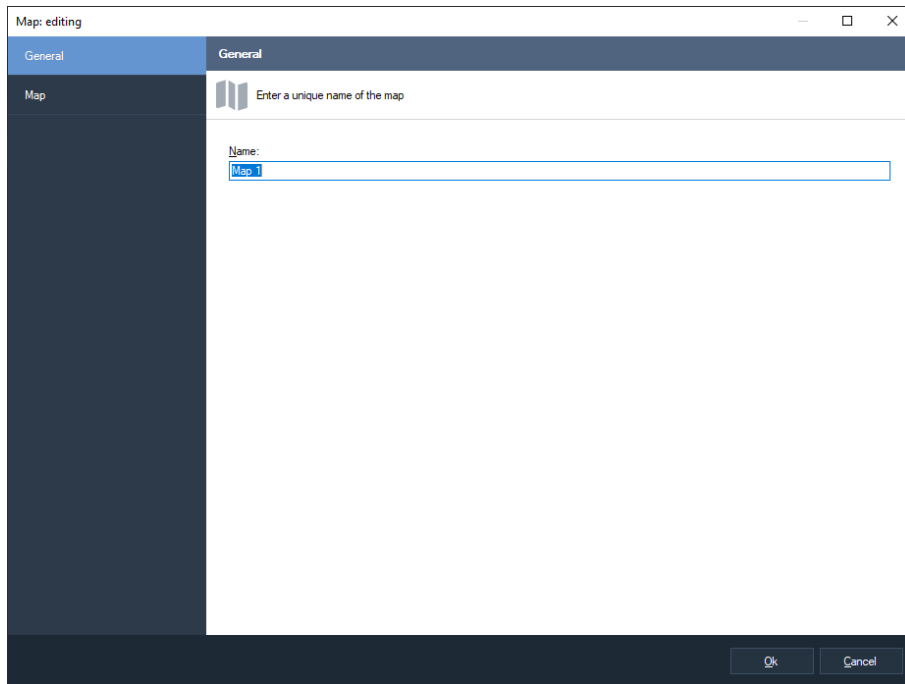 Map: editing
General
Map
General
Enter a unique name of the map
Name:
Map 1
Ok
Cancel